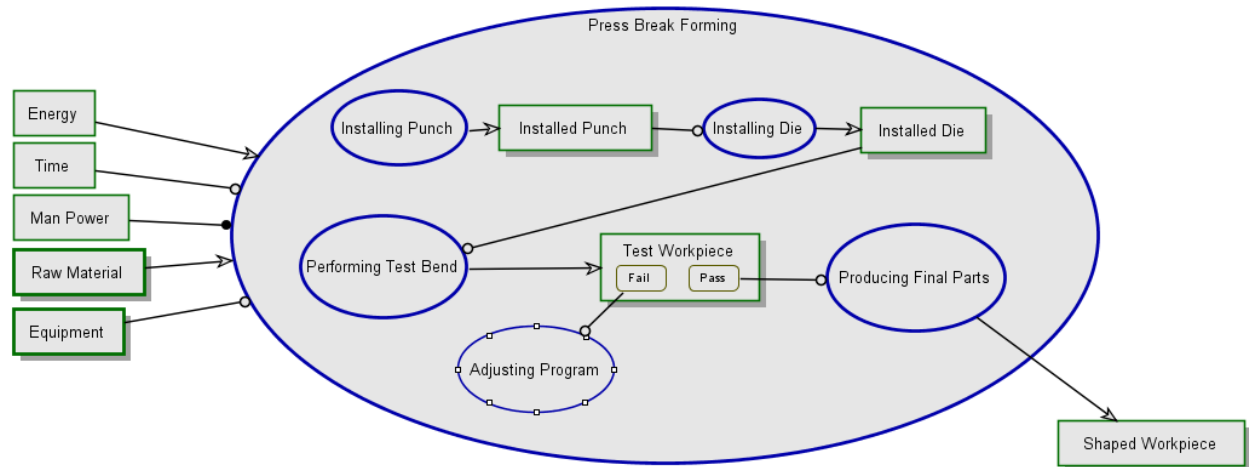 Press Break Forming
Energy
Time
Man Power
Raw Material
Equipment
Installing Punch
Installed Punch
Installing Die
Installed Die
Performing Test Bend
Test Workpiece
Fail
Pass
Producing Final Parts
Adjusting Program
Shaped Workpiece